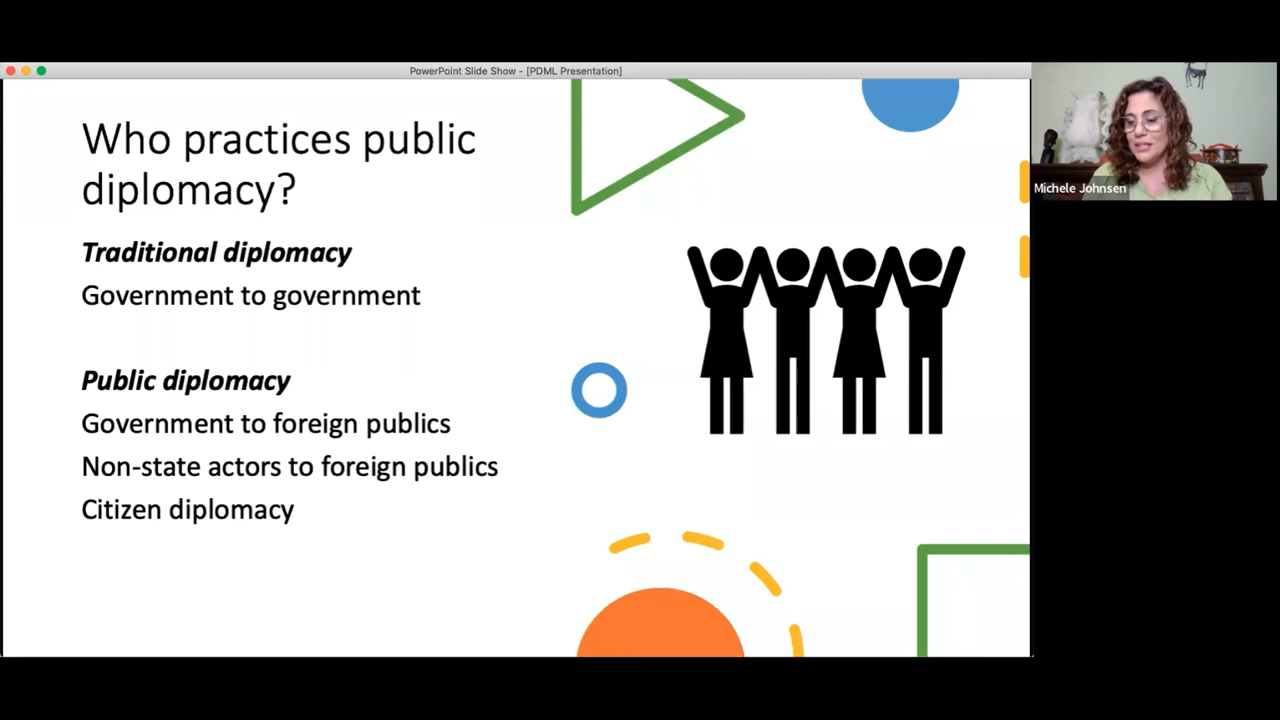 PowerPoint Slide Show - [PDML Presentation]
Who practices public
diplomacy?
Traditional diplomacy
Government to government
Public diplomacy
Government to foreign publics
Non-state actors to foreign publics
Citizen diplomacy
Michele Johnsen